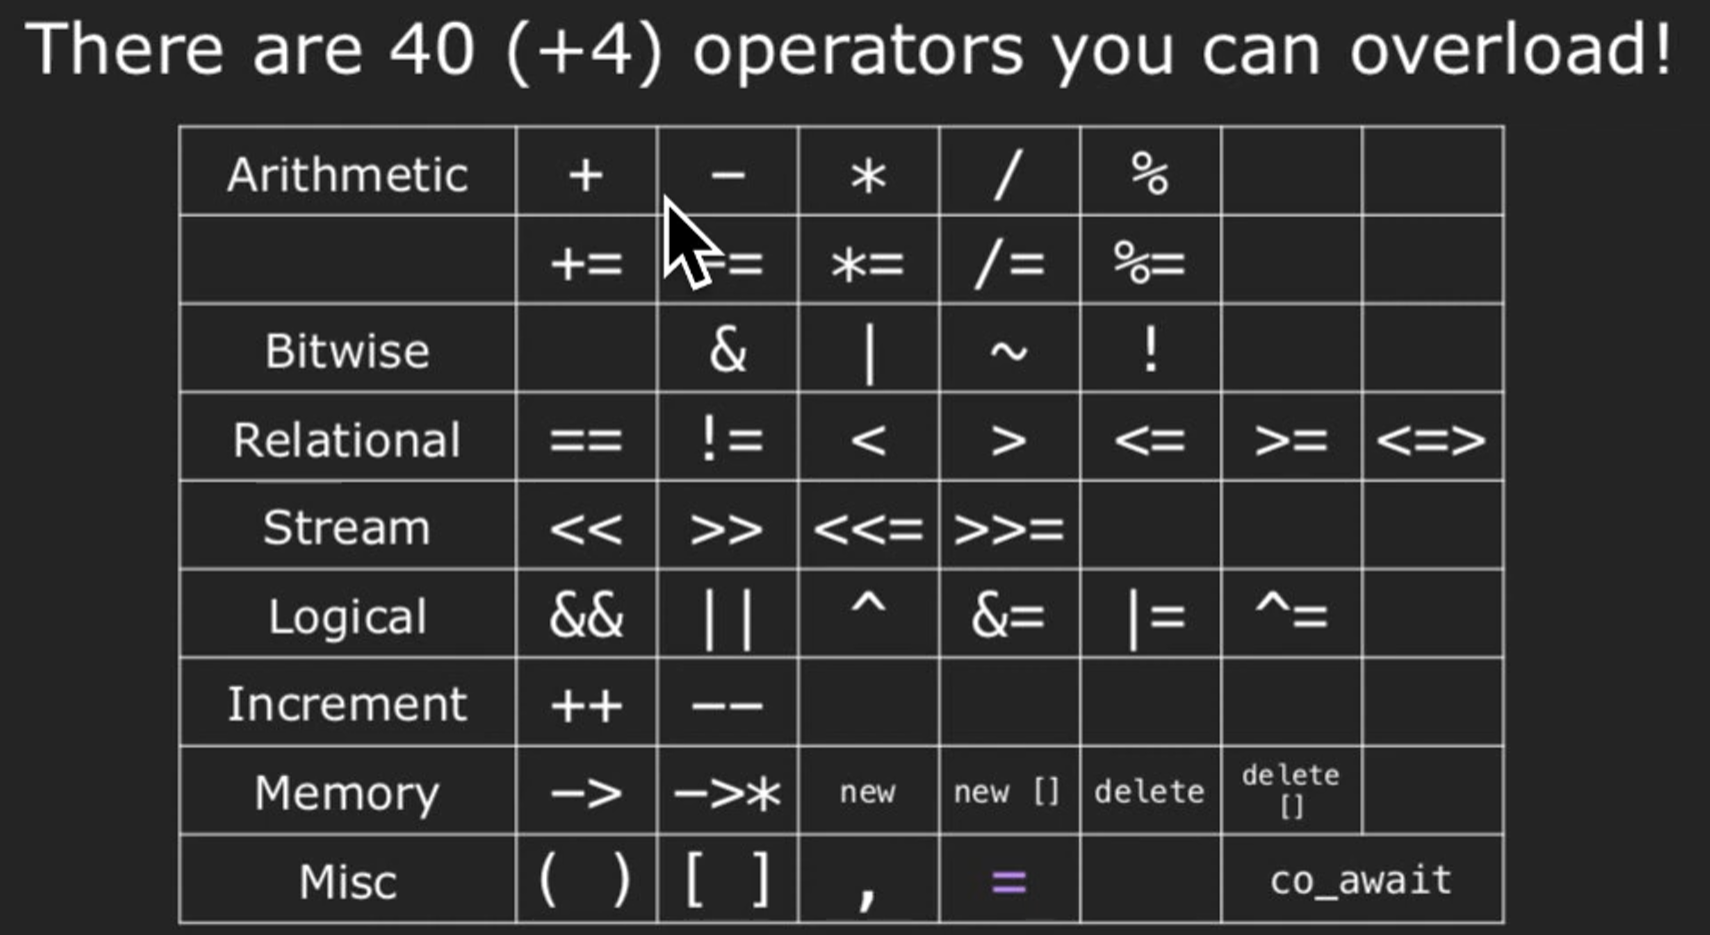 There are 40 (+4) operators you can overload!
Arithmetic + − * / %
+= -= *= /= %=
Bitwise & | ~ !
Relational == != < > <= >= <=>
Stream << >> <<= >>=
Logical && || ^ &= |= ^=
Increment ++ --
Memory -> ->* new new [] delete delete []
Misc ( ) [ ] , = co_await